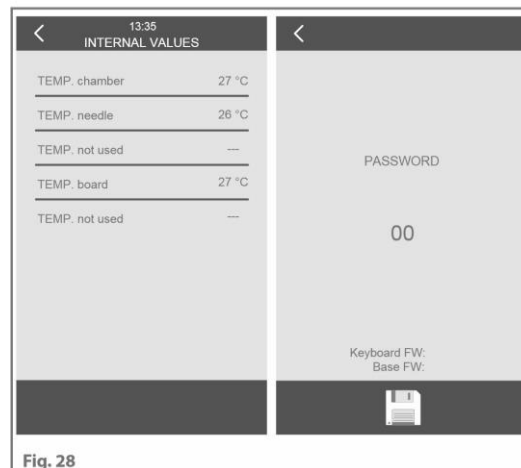 13:35
INTERNAL VALUES
TEMP. chamber 27 °C
TEMP. needle 26 °C
TEMP. not used ---
TEMP. board 27 °C
TEMP. not used ---
PASSWORD
00
Keyboard FW:
Base FW:
Fig. 28